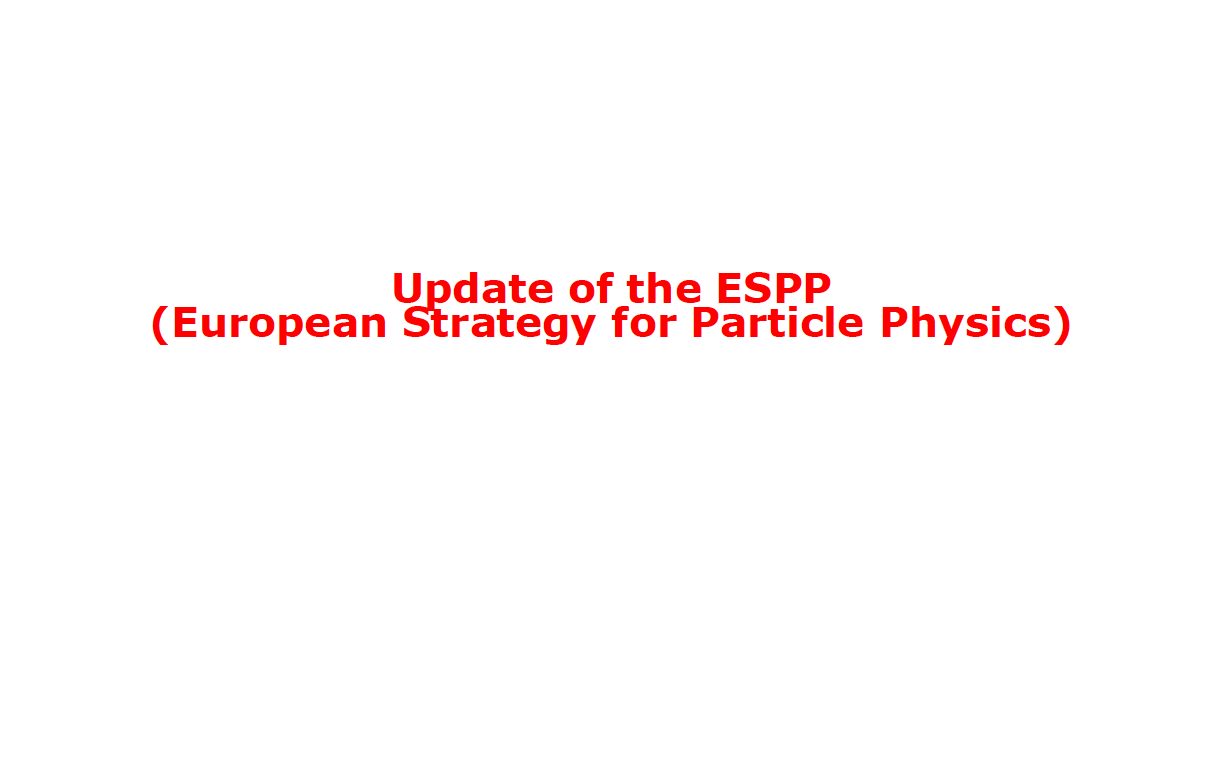 Update of the ESPP
(European Strategy for Particle Physics)